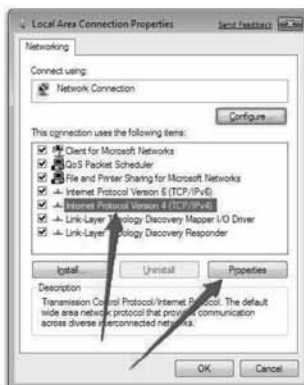 Local Area Connection Properties
Send Feedback
Networking
Connect using:
Network Connection
Configure...
This connection uses the following items:
Client for Microsoft Networks
QoS Packet Scheduler
File and Printer Sharing for Microsoft Networks
Internet Protocol Version 6 (TCP/IPv6)
Internet Protocol Version 4 (TCP/IPv4)
Link-Layer Topology Discovery Mapper I/O Driver
Link-Layer Topology Discovery Responder
Install...
Uninstall
Properties
Description
Transmission Control Protocol/Internet Protocol. The default
wide area network protocol that provides communication
across diverse interconnected networks.
OK
Cancel